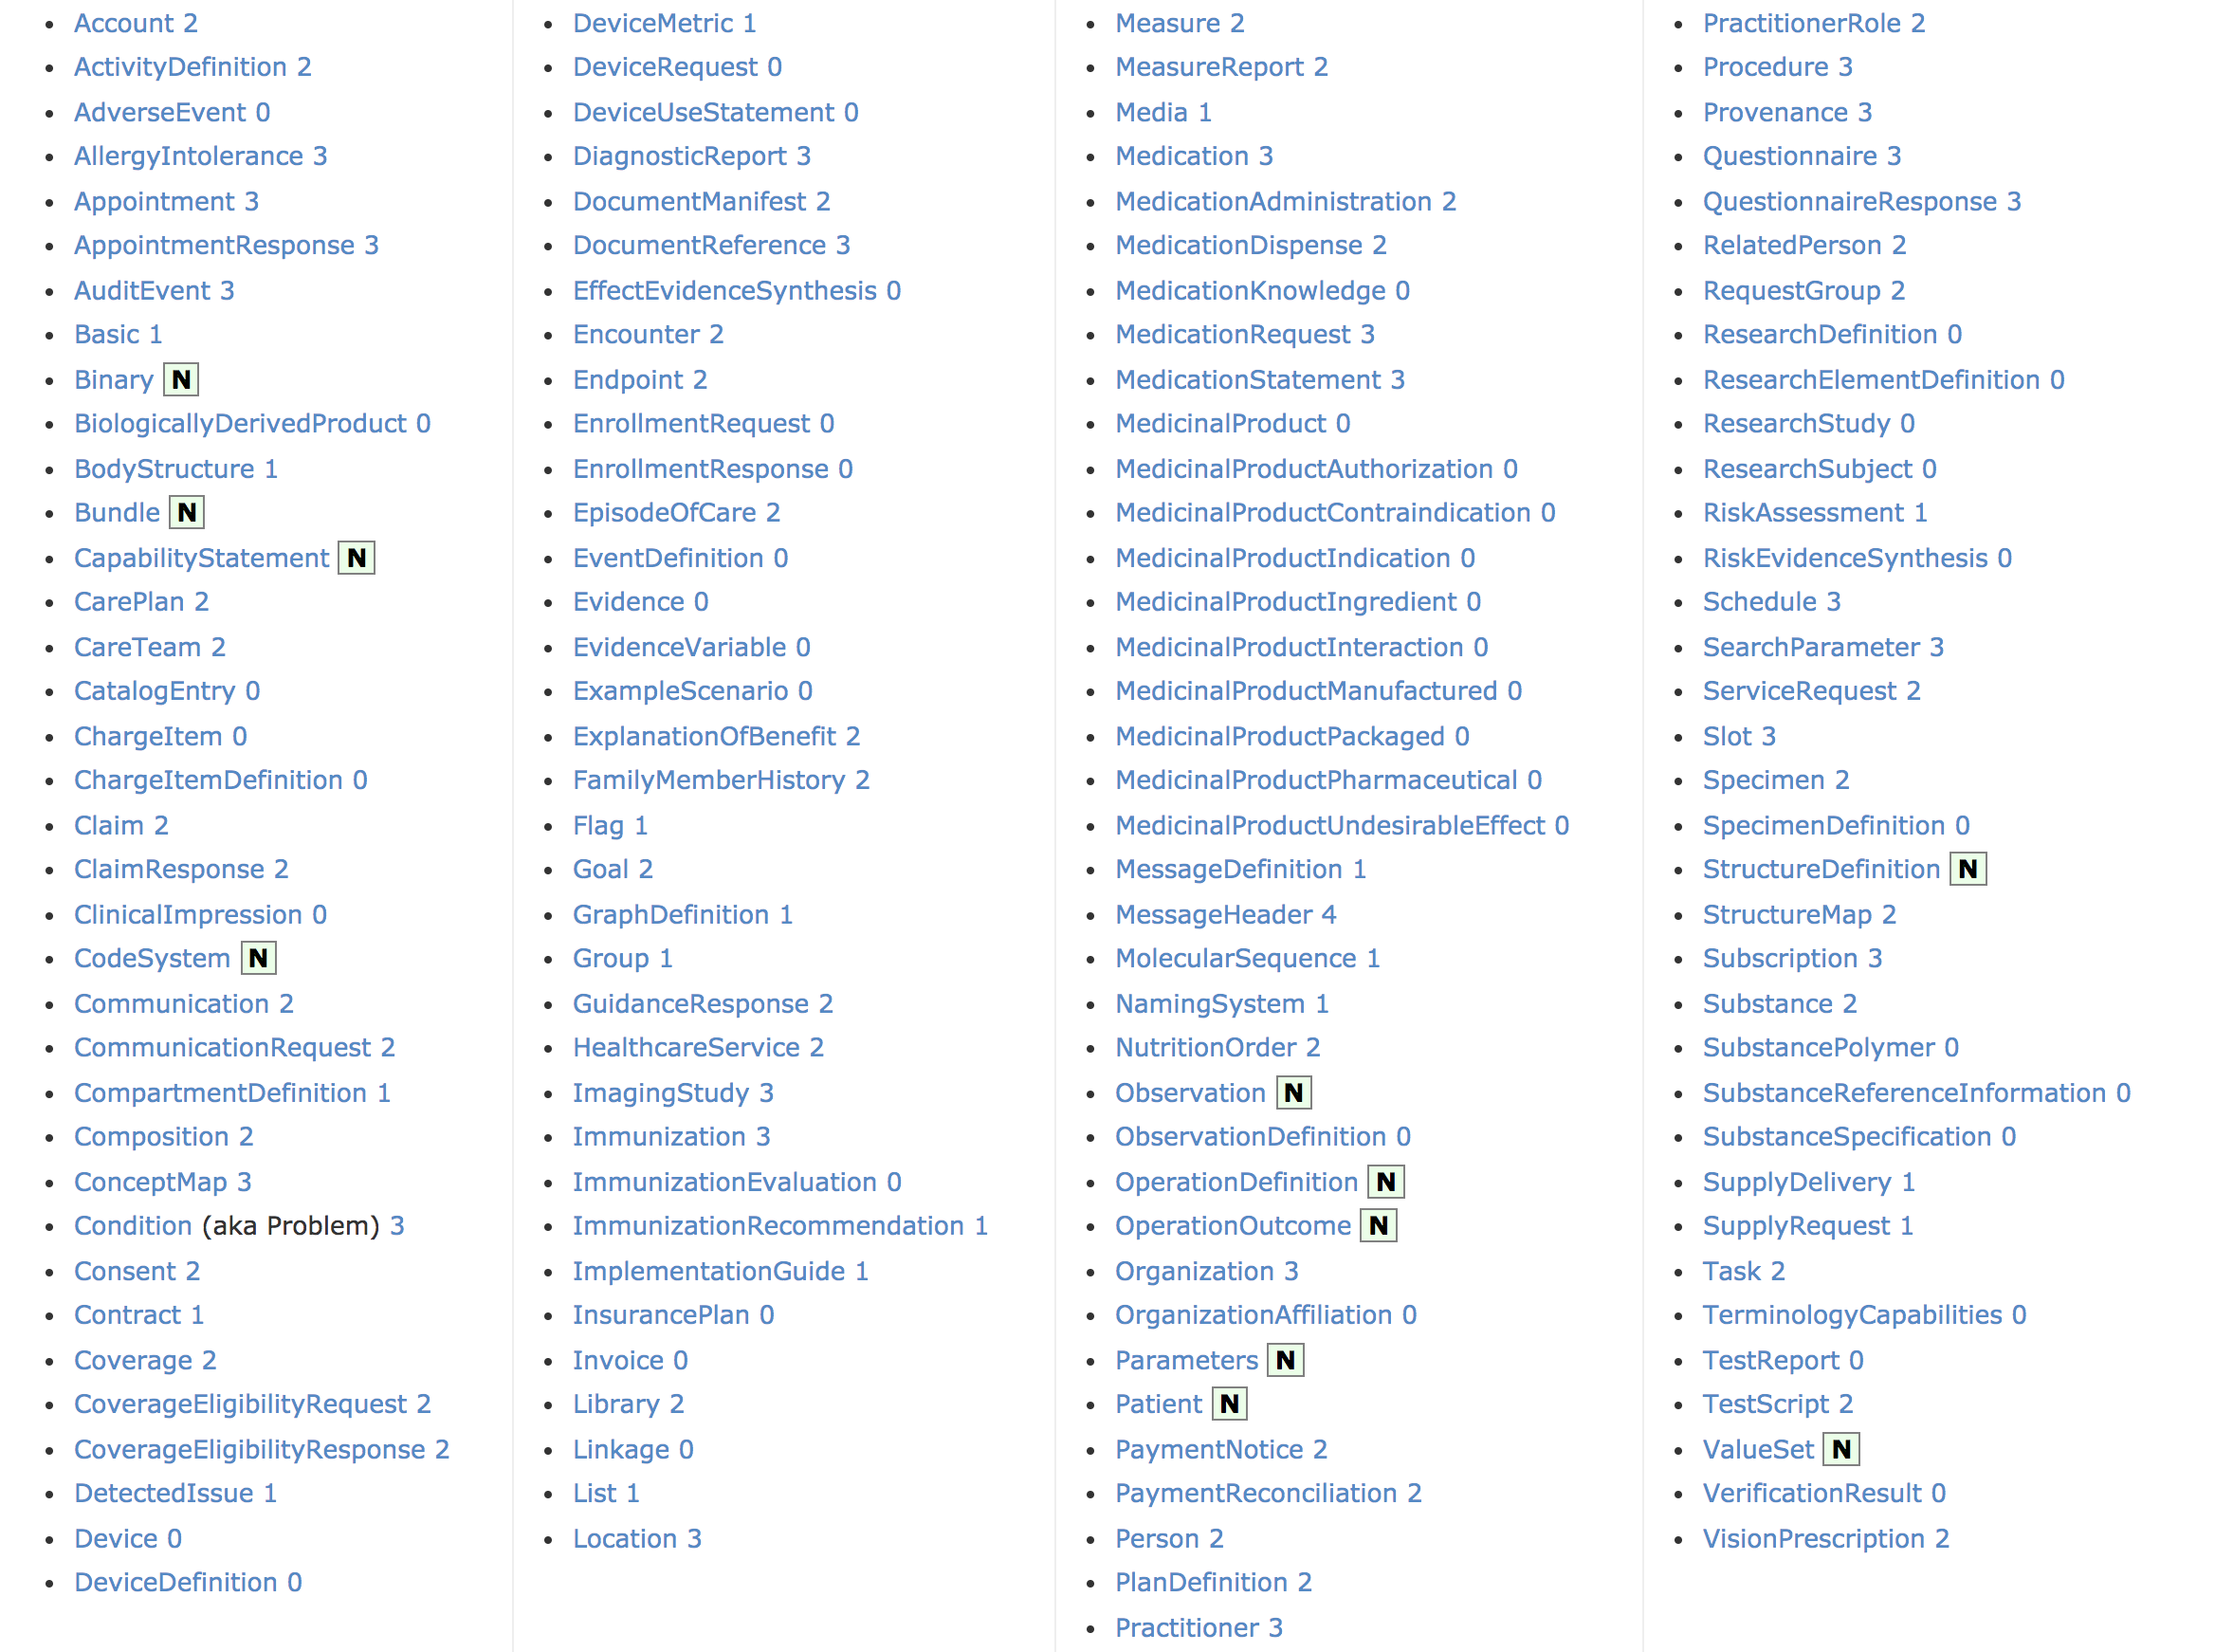 Account 2
ActivityDefinition 2
AdverseEvent 0
AllergyIntolerance 3
Appointment 3
AppointmentResponse 3
AuditEvent 3
Basic 1
Binary N
BiologicallyDerivedProduct 0
BodyStructure 1
Bundle N
CapabilityStatement N
CarePlan 2
CareTeam 2
CatalogEntry 0
ChargeItem 0
ChargeItemDefinition 0
Claim 2
ClaimResponse 2
ClinicalImpression 0
CodeSystem N
Communication 2
CommunicationRequest 2
CompartmentDefinition 1
Composition 2
ConceptMap 3
Condition (aka Problem) 3
Consent 2
Contract 1
Coverage 2
CoverageEligibilityRequest 2
CoverageEligibilityResponse 2
DetectedIssue 1
Device 0
DeviceDefinition 0
DeviceMetric 1
DeviceRequest 0
DeviceUseStatement 0
DiagnosticReport 3
DocumentManifest 2
DocumentReference 3
EffectEvidenceSynthesis 0
Encounter 2
Endpoint 2
EnrollmentRequest 0
EnrollmentResponse 0
EpisodeOfCare 2
EventDefinition 0
Evidence 0
EvidenceVariable 0
ExampleScenario 0
ExplanationOfBenefit 2
FamilyMemberHistory 2
Flag 1
Goal 2
GraphDefinition 1
Group 1
GuidanceResponse 2
HealthcareService 2
ImagingStudy 3
Immunization 3
ImmunizationEvaluation 0
ImmunizationRecommendation 1
ImplementationGuide 1
InsurancePlan 0
Invoice 0
Library 2
Linkage 0
List 1
Location 3
Measure 2
MeasureReport 2
Media 1
Medication 3
MedicationAdministration 2
MedicationDispense 2
MedicationKnowledge 0
MedicationRequest 3
MedicationStatement 3
MedicinalProduct 0
MedicinalProductAuthorization 0
MedicinalProductContraindication 0
MedicinalProductIndication 0
MedicinalProductIngredient 0
MedicinalProductInteraction 0
MedicinalProductManufactured 0
MedicinalProductPackaged 0
MedicinalProductPharmaceutical 0
MedicinalProductUndesirableEffect 0
MessageDefinition 1
MessageHeader 4
MolecularSequence 1
NamingSystem 1
NutritionOrder 2
Observation N
ObservationDefinition 0
OperationDefinition N
OperationOutcome N
Organization 3
OrganizationAffiliation 0
Parameters N
Patient N
PaymentNotice 2
PaymentReconciliation 2
Person 2
PlanDefinition 2
Practitioner 3
PractitionerRole 2
Procedure 3
Provenance 3
Questionnaire 3
QuestionnaireResponse 3
RelatedPerson 2
RequestGroup 2
ResearchDefinition 0
ResearchElementDefinition 0
ResearchStudy 0
ResearchSubject 0
RiskAssessment 1
RiskEvidenceSynthesis 0
Schedule 3
SearchParameter 3
ServiceRequest 2
Slot 3
Specimen 2
SpecimenDefinition 0
StructureDefinition N
StructureMap 2
Subscription 3
Substance 2
SubstancePolymer 0
SubstanceReferenceInformation 0
SubstanceSpecification 0
SupplyDelivery 1
SupplyRequest 1
Task 2
TerminologyCapabilities 0
TestReport 0
TestScript 2
ValueSet N
VerificationResult 0
VisionPrescription 2